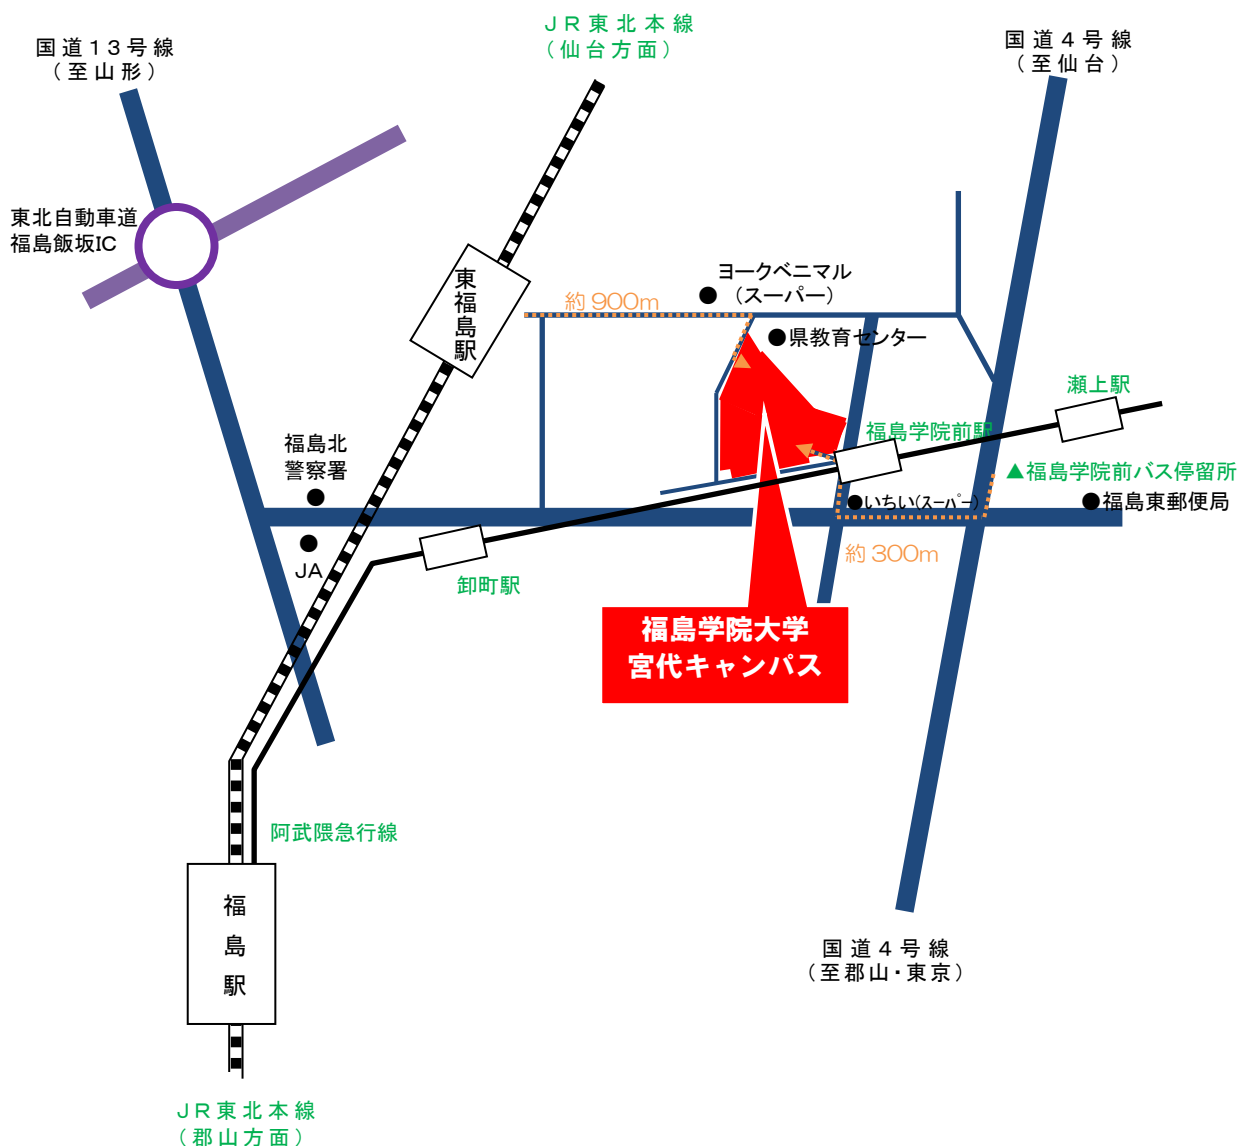 JR東北本線
(仙台方面)
国道13号線
(至山形)
国道4号線
(至仙台)
東北自動車道
福島飯坂IC
東福島駅
ヨークベニマル
(スーパー)
約900m
●県教育センター
瀬上駅
福島学院前駅
福島北
警察署
▲福島学院前バス停留所
●いちい(スーパー)
●福島東郵便局
約300m
JA
卸町駅
福島学院大学
宮代キャンパス
阿武隈急行線
福島駅
国道4号線
(至郡山・東京)
JR東北本線
(郡山方面)